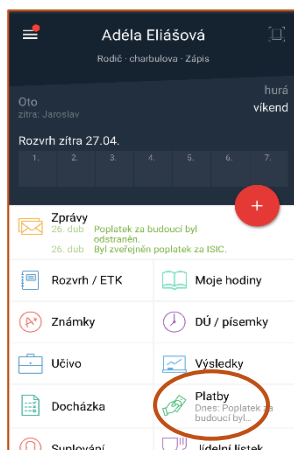 Adéla Eliášová
Rodič - charbulova - Zápis
Oto
hurá
zítra: Jaroslav
víkend
Rozvrh zítra 27.04.
1. 2. 3. 4. 5. 6. 7.
+
Zprávy
26. dub Poplatek za budoucí byl
odstraněn.
26. dub Byl zveřejněn poplatek za ISIC.
Rozvrh / ETK
Moje hodiny
Známky
DÚ / písemky
Učivo
Výsledky
Docházka
Platby
Dnes: Poplatek za
budoucí byl...
Suplování
Jídelní lístek